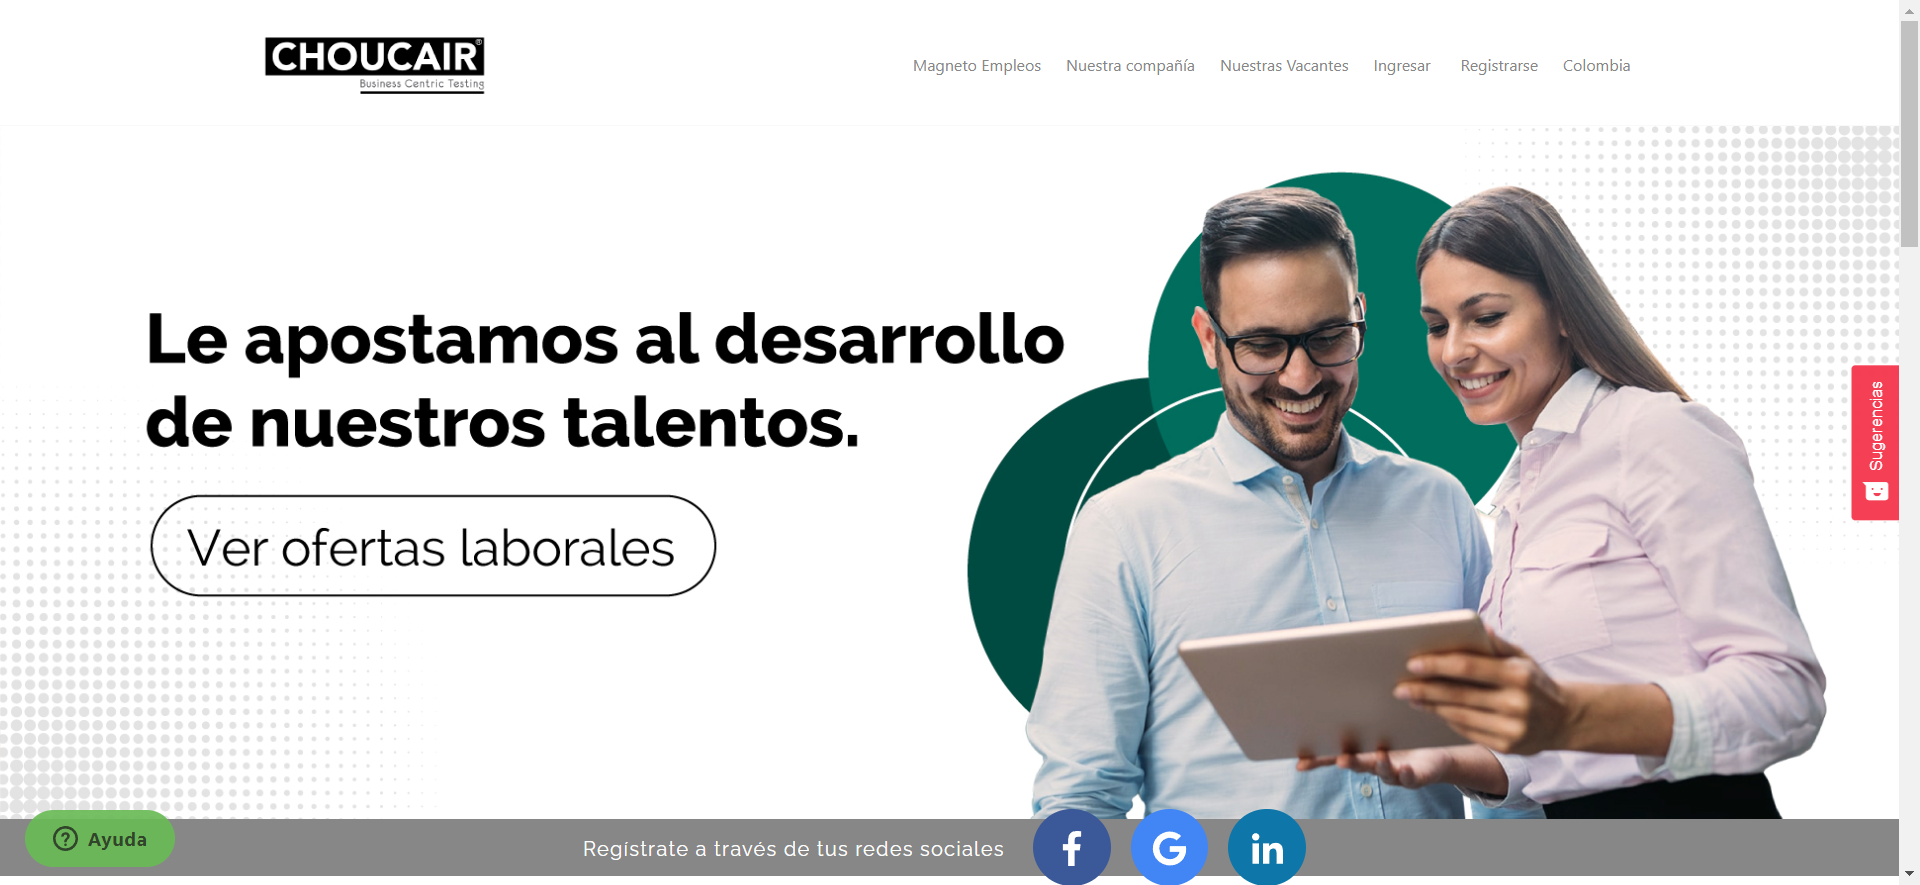 CHOUCAIR®
Business Centric Testing
Magneto Empleos Nuestra compañía Nuestras Vacantes Ingresar Registrarse Colombia
Le apostamos al desarrollo
de nuestros talentos.
Ver ofertas laborales
Sugerencias
Ayuda
Regístrate a través de tus redes sociales
f G in